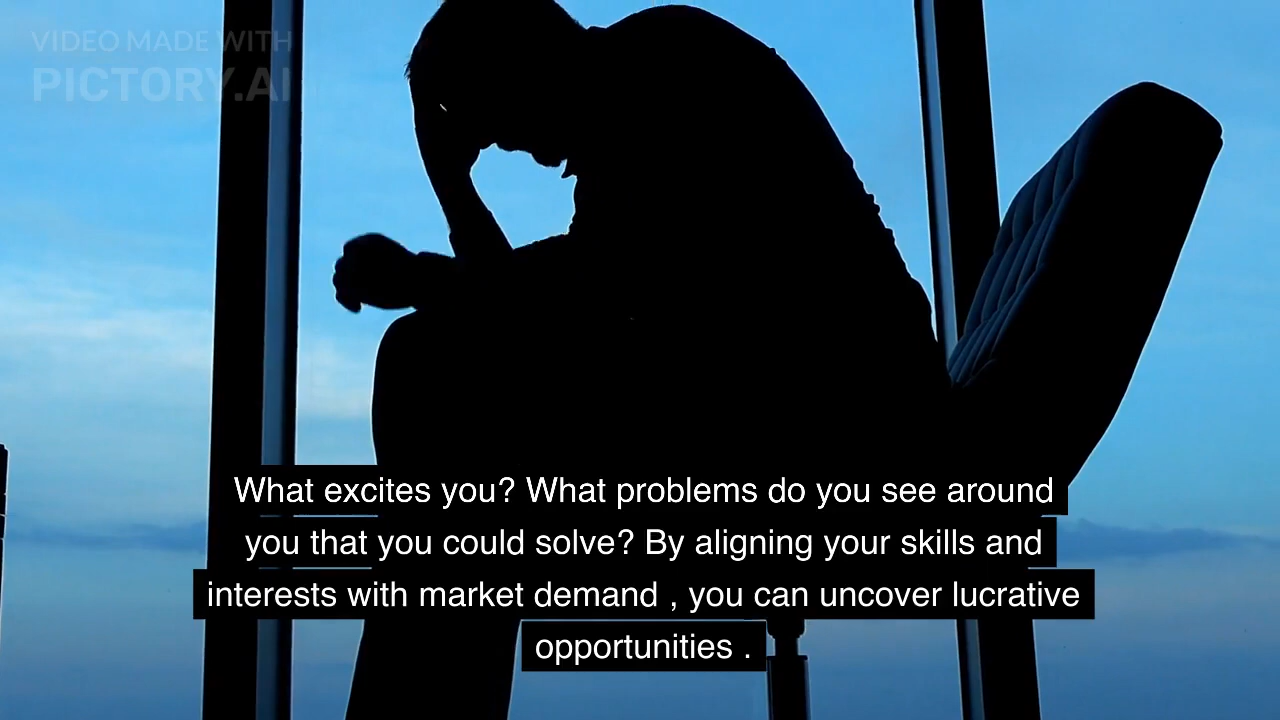 VIDEO MADE WITH
PICTORY.AI
What excites you? What problems do you see around
you that you could solve? By aligning your skills and
interests with market demand , you can uncover lucrative
opportunities .